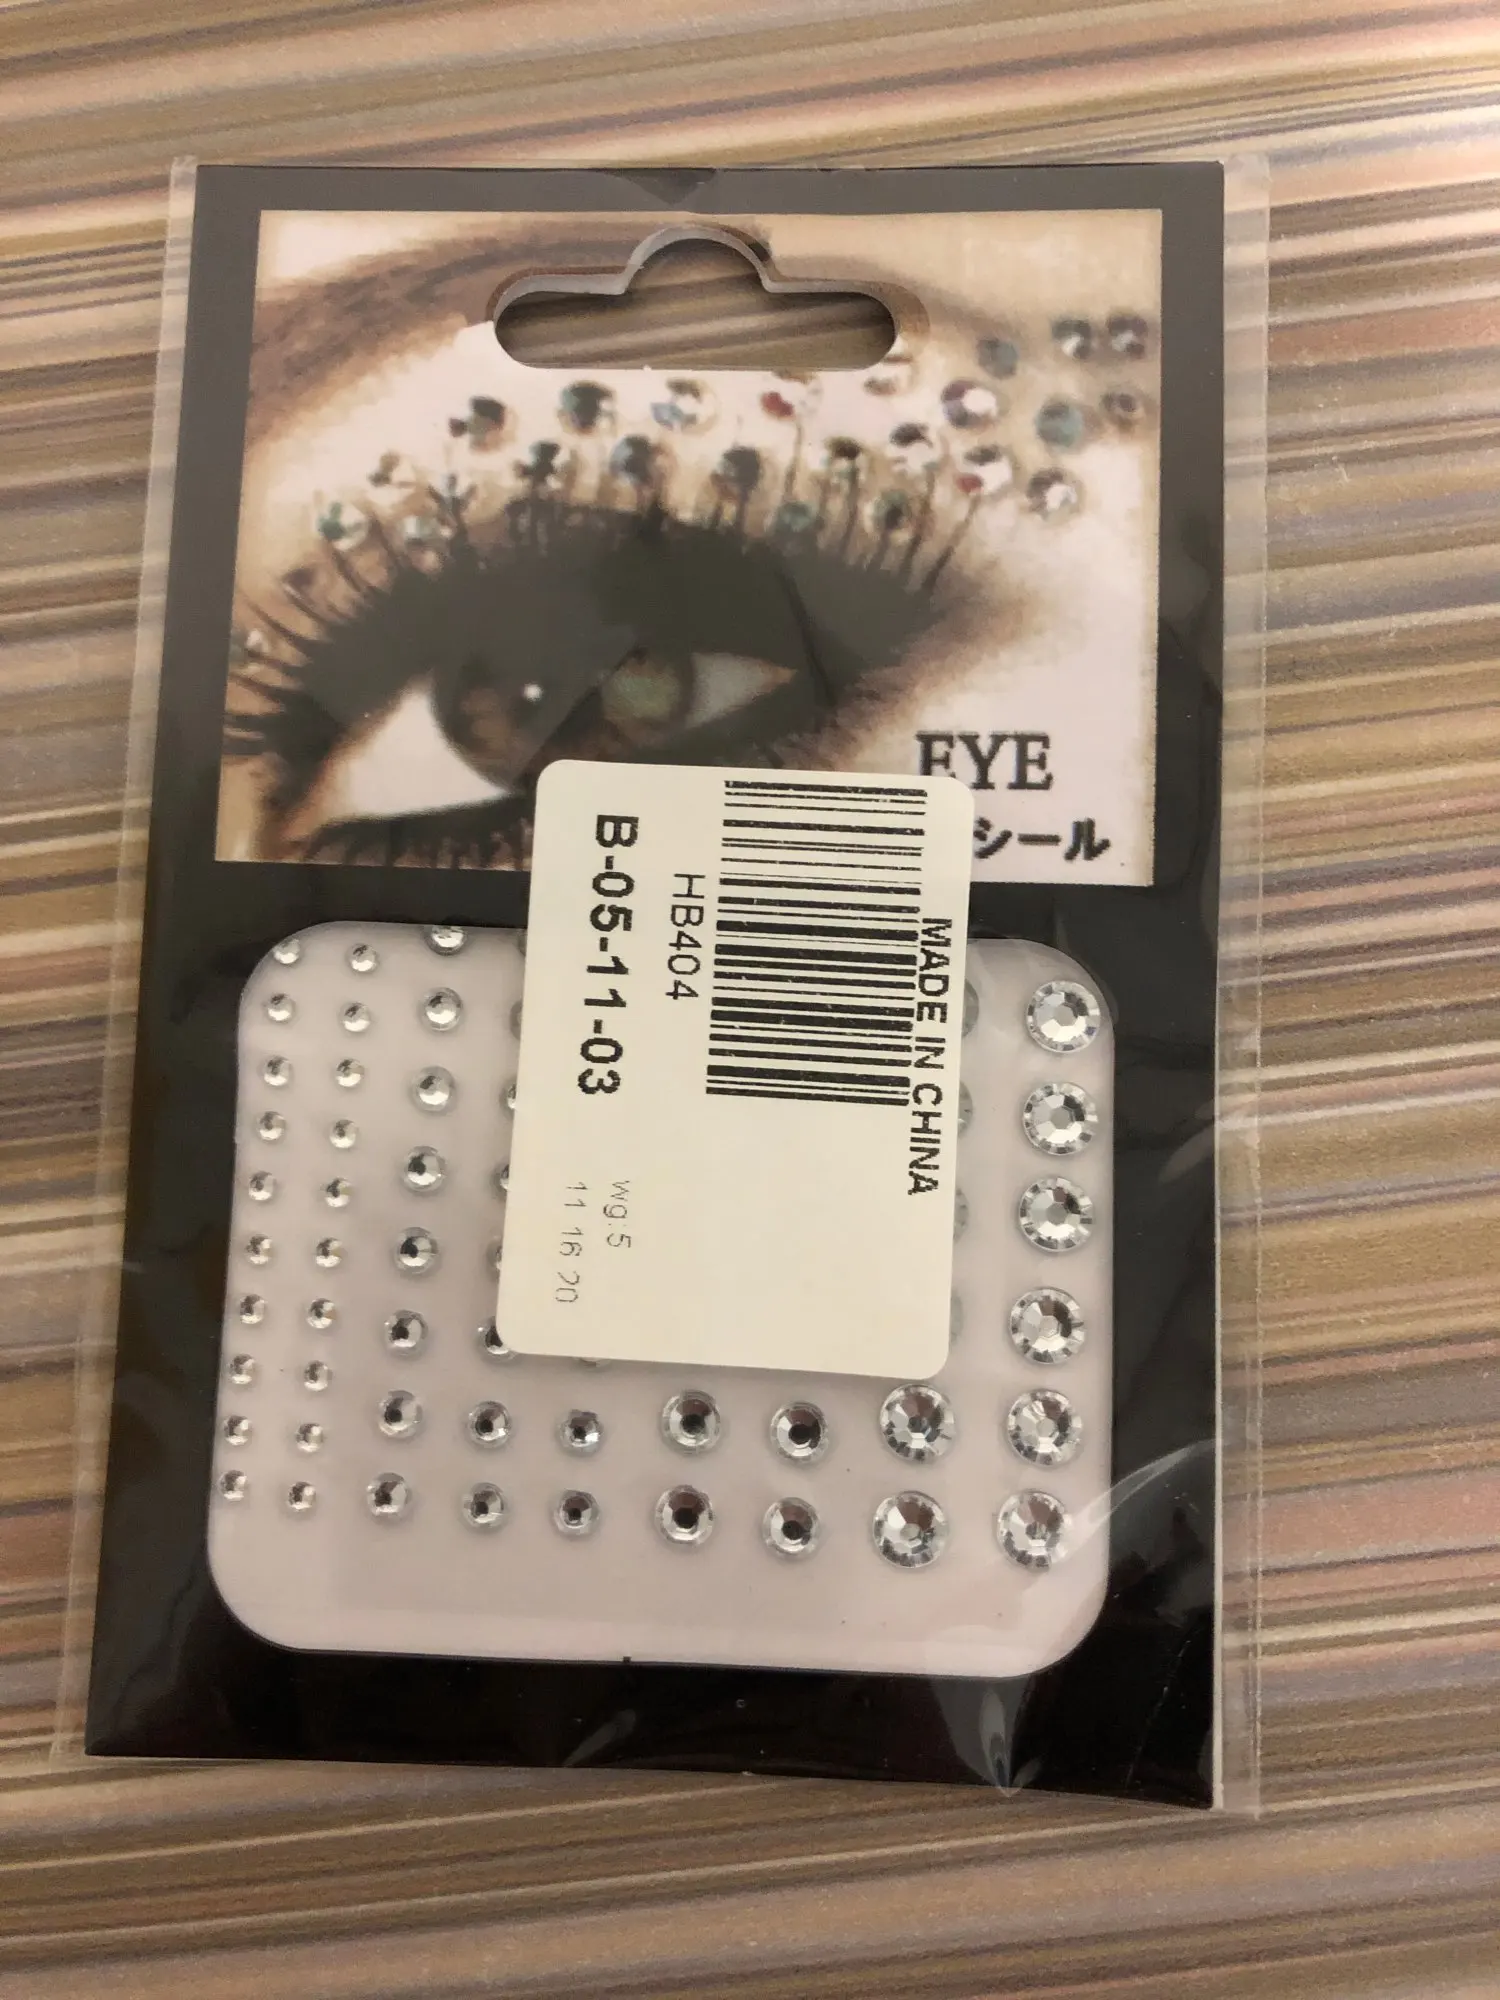 EYE
シール
MADE IN CHINA
HB404
B-05-11-03
wg:5
11 16 20